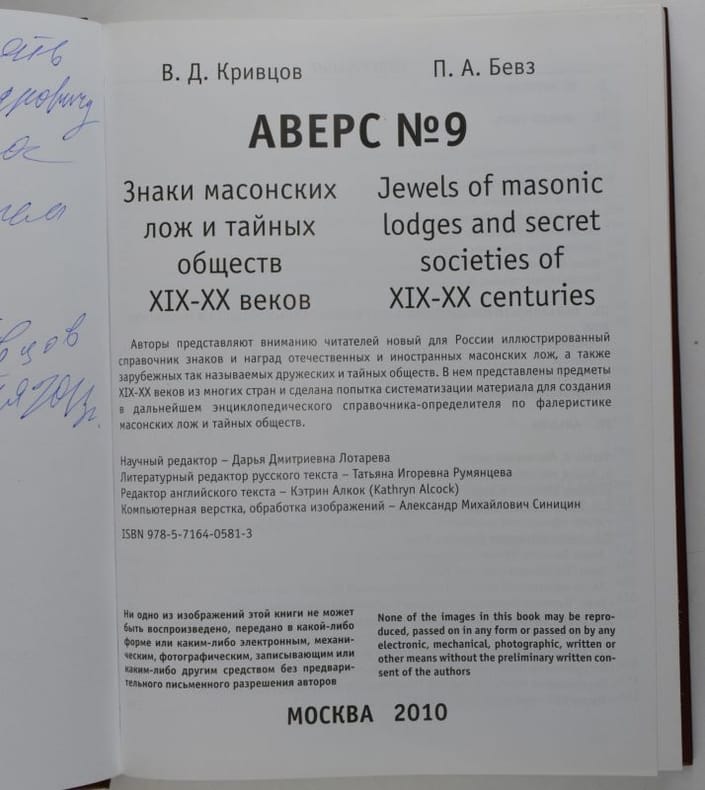 В. Д. Кривцов
П. А. Бевз
АВЕРС №9
Знаки масонских
лож и тайных
обществ
XIX-XX веков
Jewels of masonic
lodges and secret
societies of
XIX-XX centuries
Авторы представляют вниманию читателей новый для России иллюстрированный
справочник знаков и наград отечественных и иностранных масонских лож, а также
зарубежных так называемых дружеских и тайных обществ. В нем представлены предметы
XIX-XX веков из многих стран и сделана попытка систематизации материала для создания
в дальнейшем энциклопедического справочника-определителя по фалеристике
масонских лож и тайных обществ.
Научный редактор – Дарья Дмитриевна Лотарева
Литературный редактор русского текста – Татьяна Игоревна Румянцева
Редактор английского текста – Кэтрин Алкок (Kathryn Alcock)
Компьютерная верстка, обработка изображений – Александр Михайлович Синицин
ISBN 978-5-7164-0581-3
Ни одно из изображений этой книги не может
быть воспроизведено, передано в какой-либо
форме или каким-либо электронным, механи-
ческим, фотографическим, записывающим или
каким-либо другим средством без предвари-
тельного письменного разрешения авторов
None of the images in this book may be repro-
duced, passed on in any form or passed on by any
electronic, mechanical, photographic, written or
other means without the preliminary written con-
sent of the authors
МОСКВА 2010